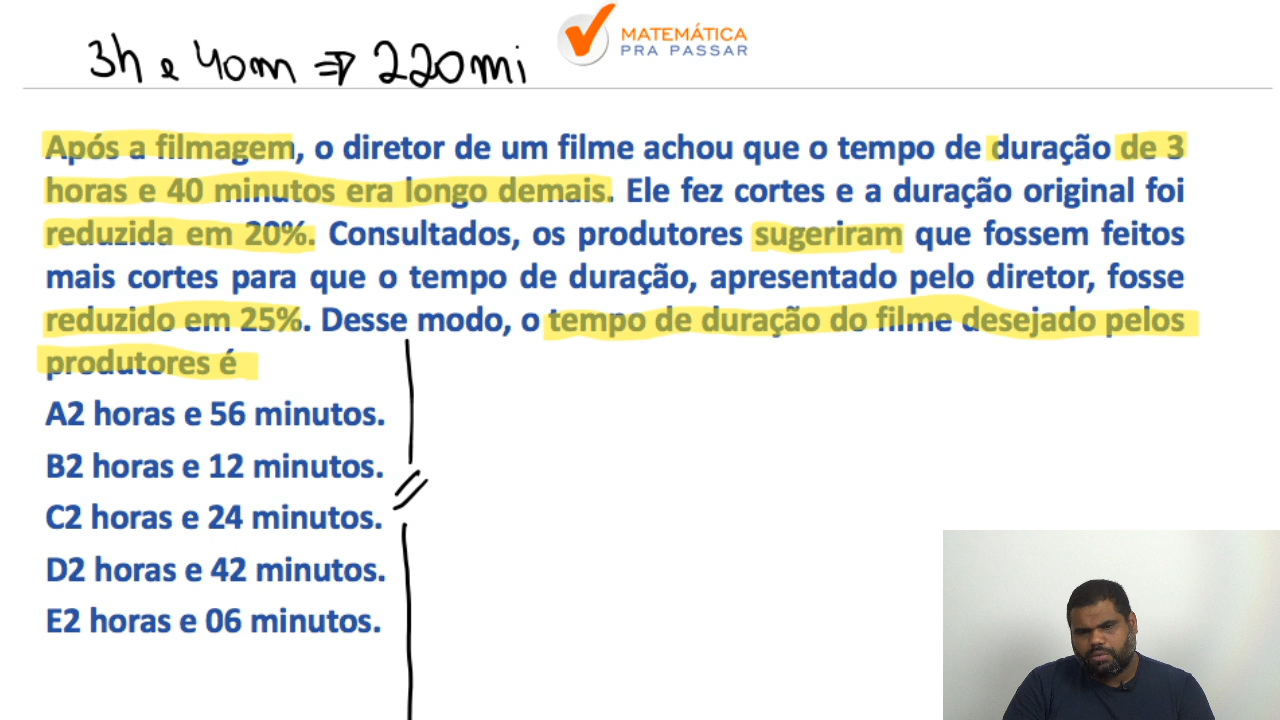 3h e 40m ⇒ 220mi
MATEMÁTICA
PRA PASSAR
Após a filmagem, o diretor de um filme achou que o tempo de duração de 3
horas e 40 minutos era longo demais. Ele fez cortes e a duração original foi
reduzida em 20%. Consultados, os produtores sugeriram que fossem feitos
mais cortes para que o tempo de duração, apresentado pelo diretor, fosse
reduzido em 25%. Desse modo, o tempo de duração do filme desejado pelos
produtores é
A2 horas e 56 minutos.
B2 horas e 12 minutos.
C2 horas e 24 minutos.
D2 horas e 42 minutos.
E2 horas e 06 minutos.